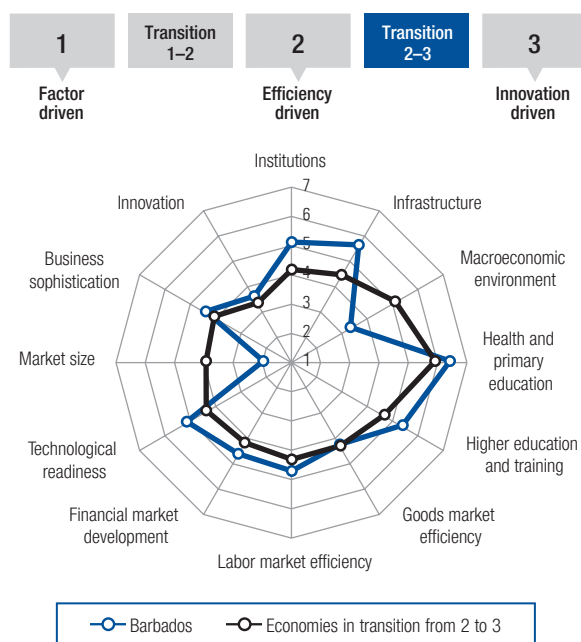 1
Transition
1–2
2
Transition
2–3
3
Factor
driven
Efficiency
driven
Innovation
driven
Institutions
Innovation
Infrastructure
Business
sophistication
Macroeconomic
environment
Market size
Health and
primary
education
Technological
readiness
Higher education
and training
Financial market
development
Goods market
efficiency
Labor market efficiency
7
6
5
4
3
2
1
Barbados
Economies in transition from 2 to 3